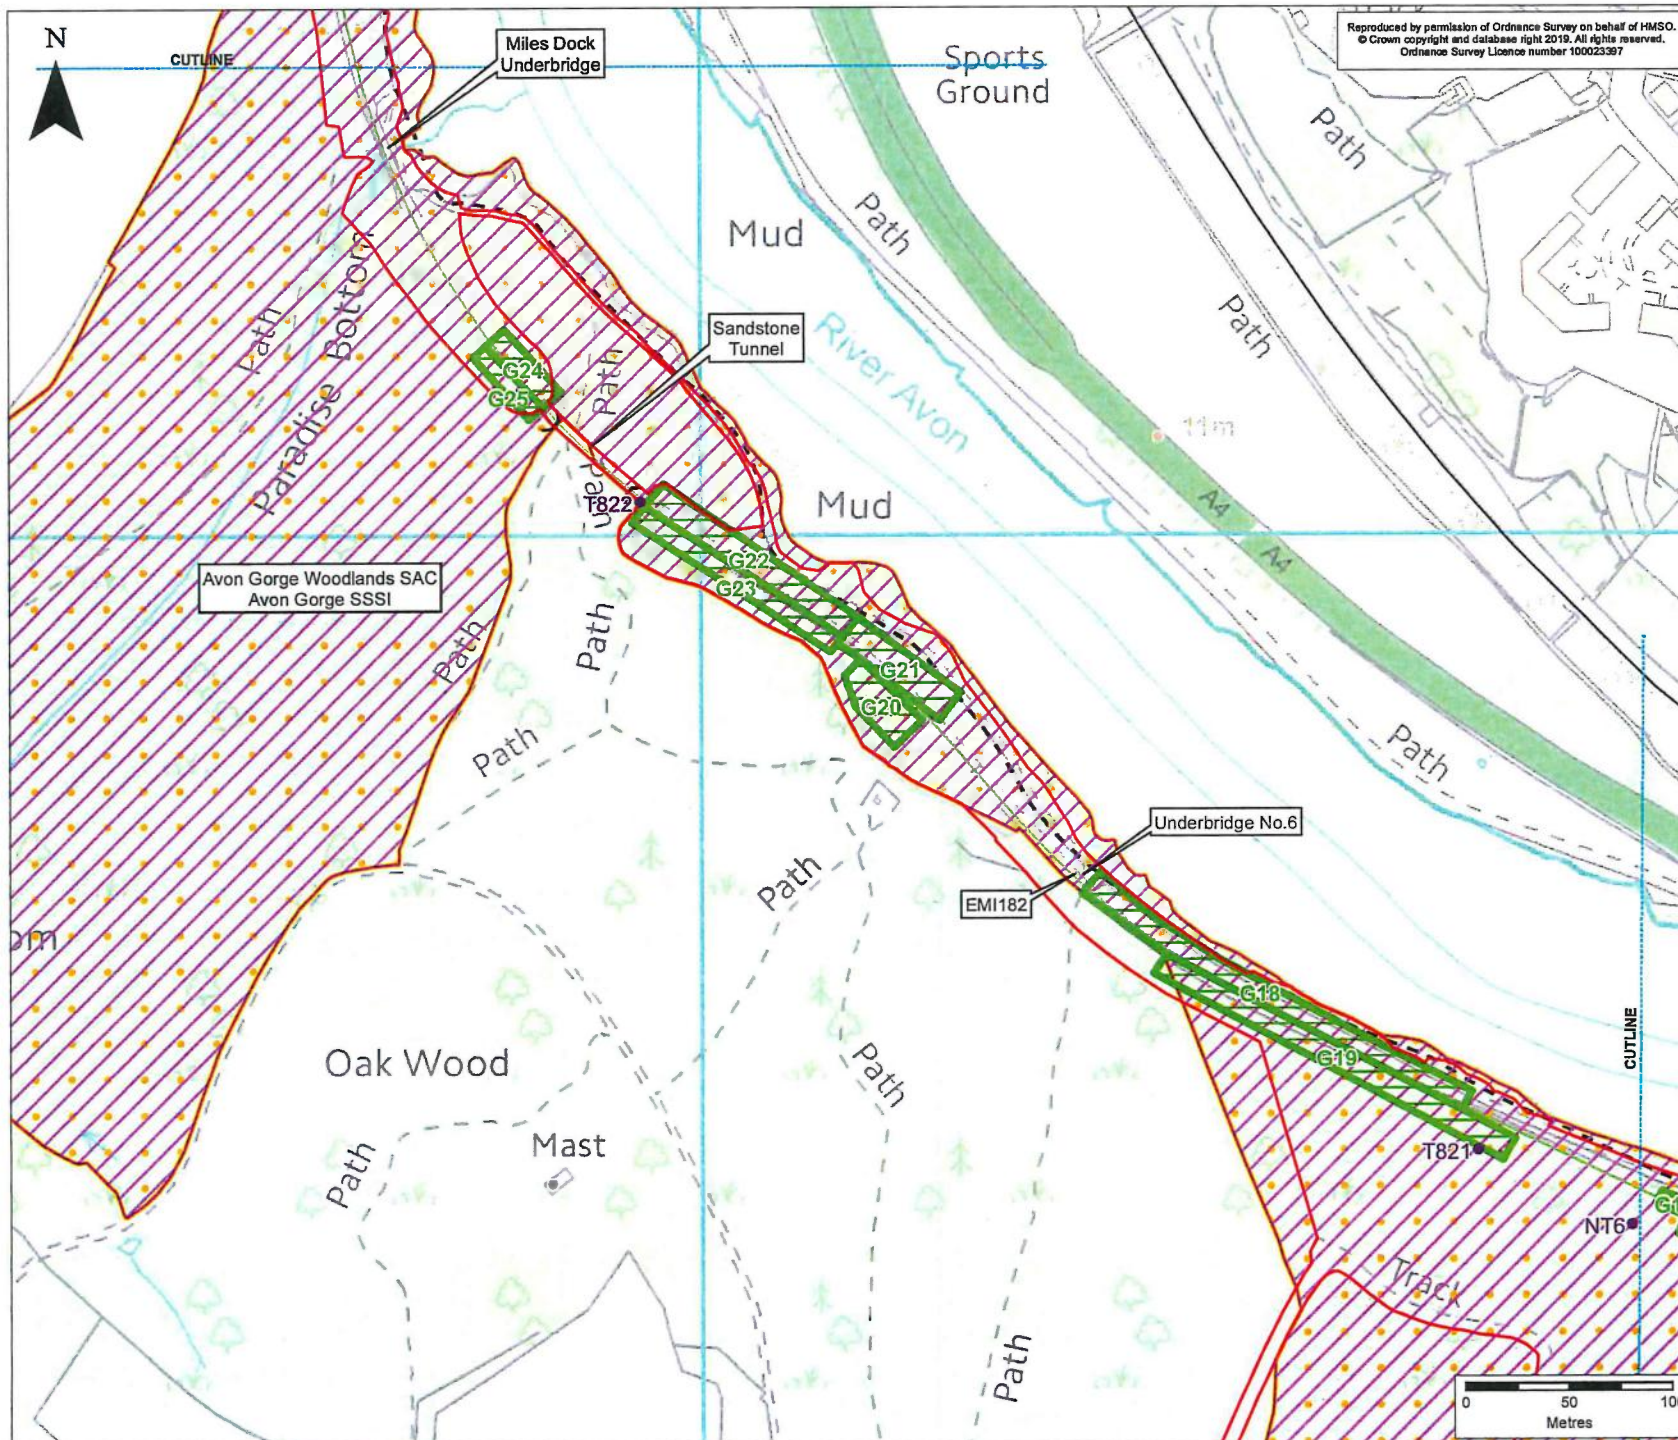 Reproduced by permission of Ordnance Survey on behalf of HMSO.
© Crown copyright and database right 2019. All rights reserved.
Ordnance Survey Licence number 100023397
N
CUTLINE
Miles Dock
Underbridge
Sports
Ground
Path
Mud
Path
Path
Path
Paradise Bottom
Path
Sandstone
Tunnel
River Avon
11m
G24
G25
Path
T822
Mud
A4
A4
Avon Gorge Woodlands SAC
Avon Gorge SSSI
G22
G23
Path
Path
G21
G20
Path
Path
Underbridge No.6
Path
EMI182
om
G18
CUTLINE
G19
Oak Wood
Path
Mast
Path
T821
G1
NT6
Track
Path
0 50 10
Metres